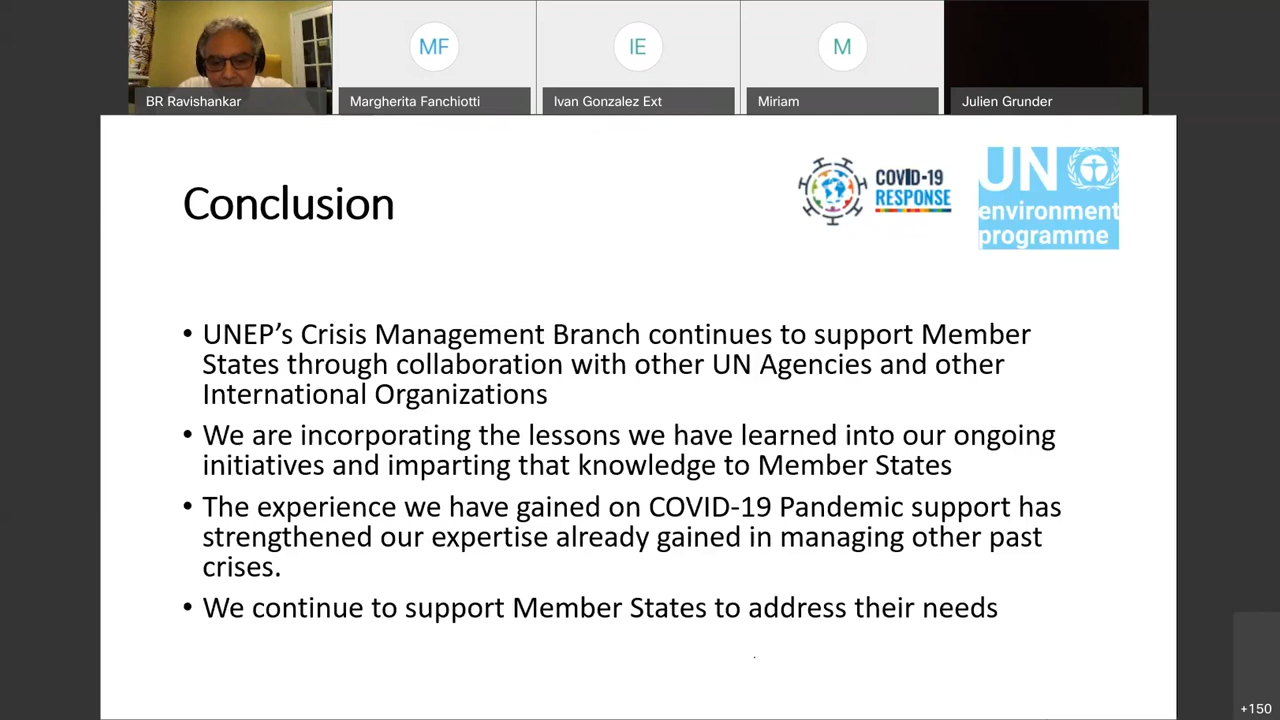 MF
IE
M
BR Ravishankar
Margherita Fanchiotti
Ivan Gonzalez Ext
Miriam
Julien Grunder
Conclusion
COVID-19
RESPONSE
UN
environment
programme
• UNEP’s Crisis Management Branch continues to support Member
States through collaboration with other UN Agencies and other
International Organizations
• We are incorporating the lessons we have learned into our ongoing
initiatives and imparting that knowledge to Member States
• The experience we have gained on COVID-19 Pandemic support has
strengthened our expertise already gained in managing other past
crises.
• We continue to support Member States to address their needs
+150